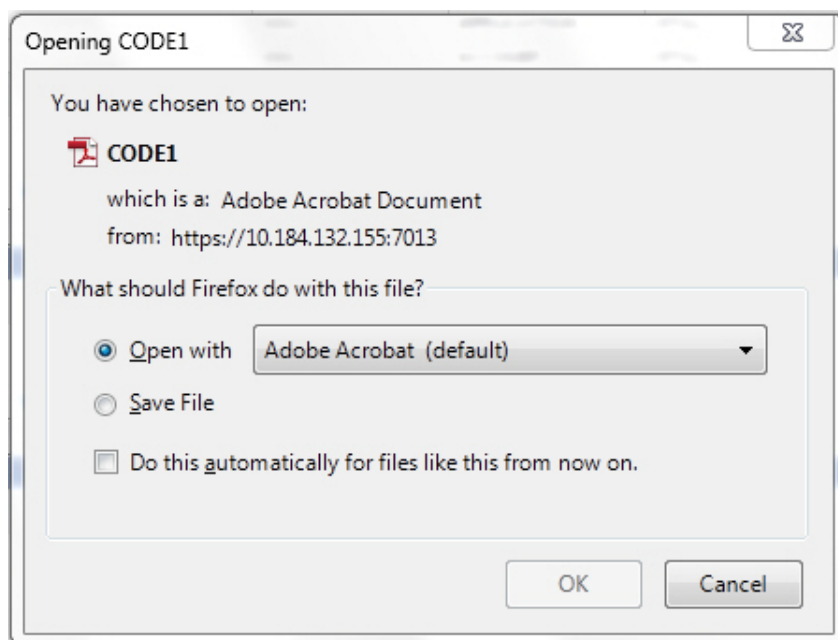 Opening CODE1
You have chosen to open:
CODE1
which is a: Adobe Acrobat Document
from: https://10.184.132.155:7013
What should Firefox do with this file?
Open with Adobe Acrobat (default)
Save File
Do this automatically for files like this from now on.
OK Cancel